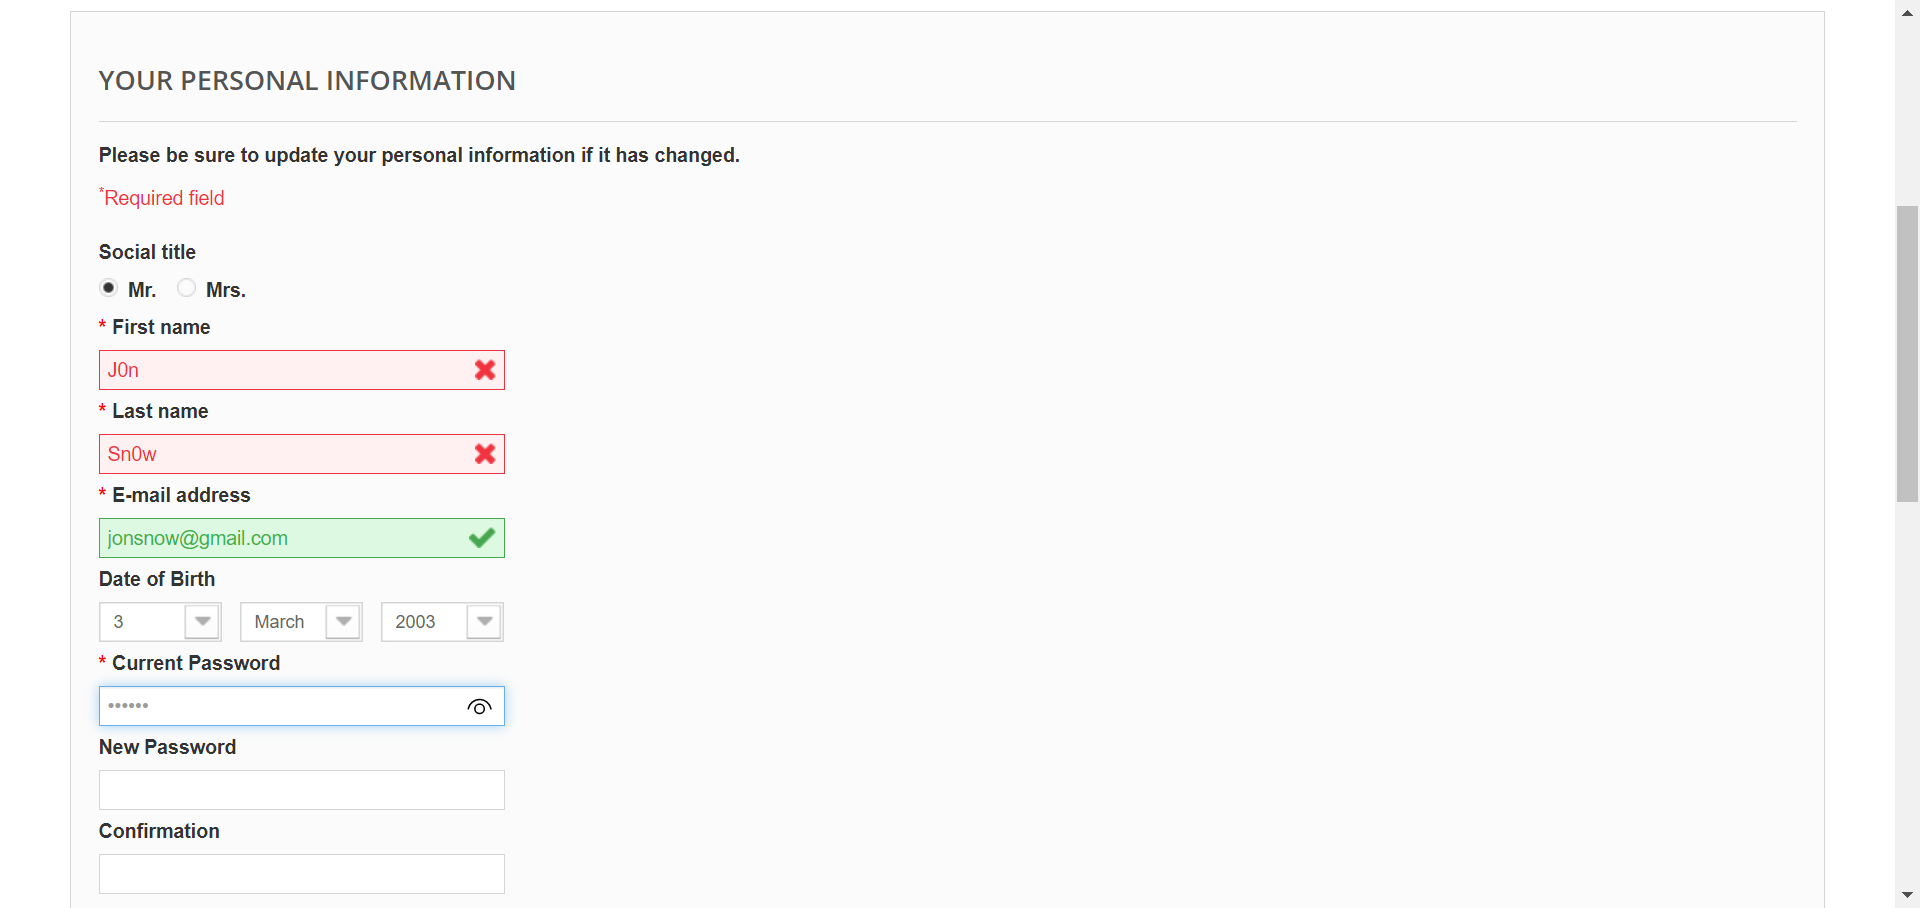 YOUR PERSONAL INFORMATION
Please be sure to update your personal information if it has changed.
*Required field
Social title
Mr. Mrs.
* First name
J0n
* Last name
Sn0w
* E-mail address
jonsnow@gmail.com
Date of Birth
3 March 2003
* Current Password
••••••
New Password
Confirmation